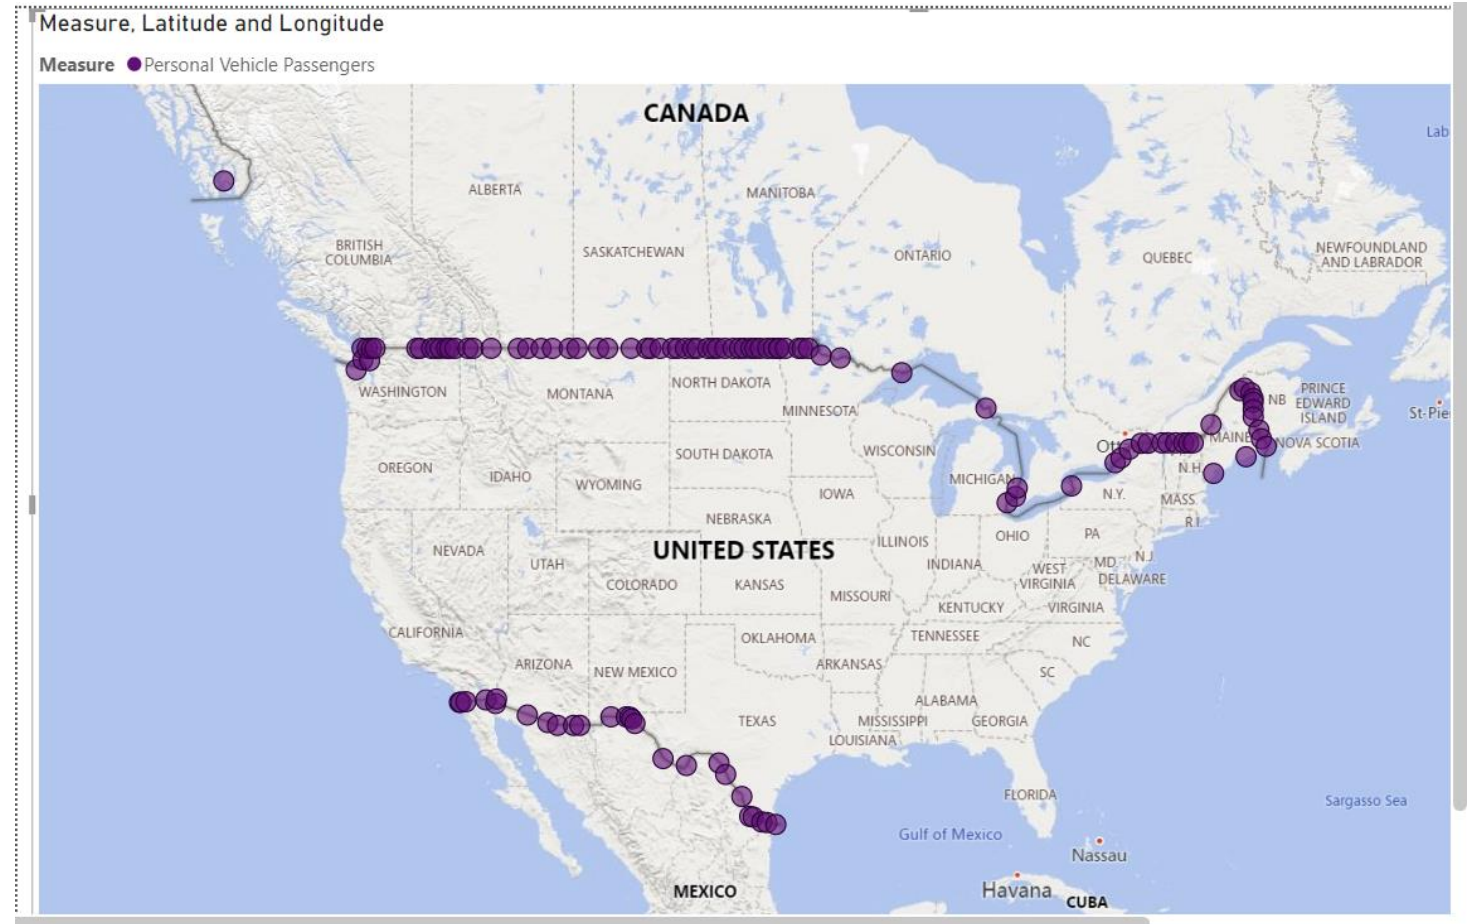 Measure, Latitude and Longitude
Measure Personal Vehicle Passengers
CANADA
Lab
ALBERTA
MANITOBA
BRITISH
COLUMBIA
SASKATCHEWAN
ONTARIO
QUEBEC
NEWFOUNDLAND
AND LABRADOR
WASHINGTON
MONTANA
NORTH DAKOTA
MINNESOTA
NB
PRINCE
EDWARD
ISLAND
St-Pie
Ott
MAINE
NOVA SCOTIA
OREGON
IDAHO
WYOMING
SOUTH DAKOTA
WISCONSIN
MICHIGAN
N.H.
IOWA
N.Y.
MASS.
R.I.
NEBRASKA
NEVADA
UTAH
UNITED STATES
ILLINOIS
OHIO
PA
INDIANA
WEST
VIRGINIA
MD
N.J.
DELAWARE
COLORADO
KANSAS
MISSOURI
KENTUCKY
VIRGINIA
CALIFORNIA
OKLAHOMA
TENNESSEE
NC
ARIZONA
NEW MEXICO
ARKANSAS
SC
ALABAMA
TEXAS
MISSISSIPPI
GEORGIA
LOUISIANA
FLORIDA
Sargasso Sea
Gulf of Mexico
Nassau
MEXICO
Havana
CUBA